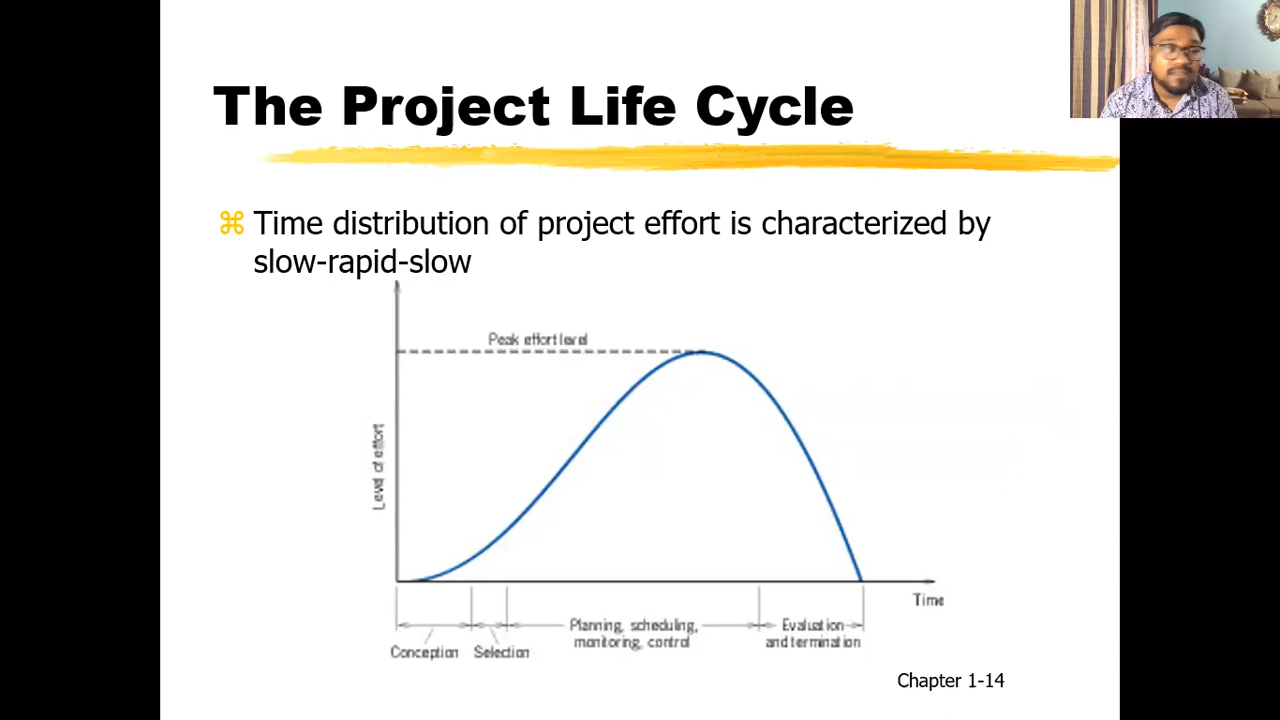 The Project Life Cycle
⌘ Time distribution of project effort is characterized by
slow-rapid-slow
Peak effort level
Level of effort
Time
Planning, scheduling,
monitoring, control
Evaluation
and termination
Conception
Selection
Chapter 1-14